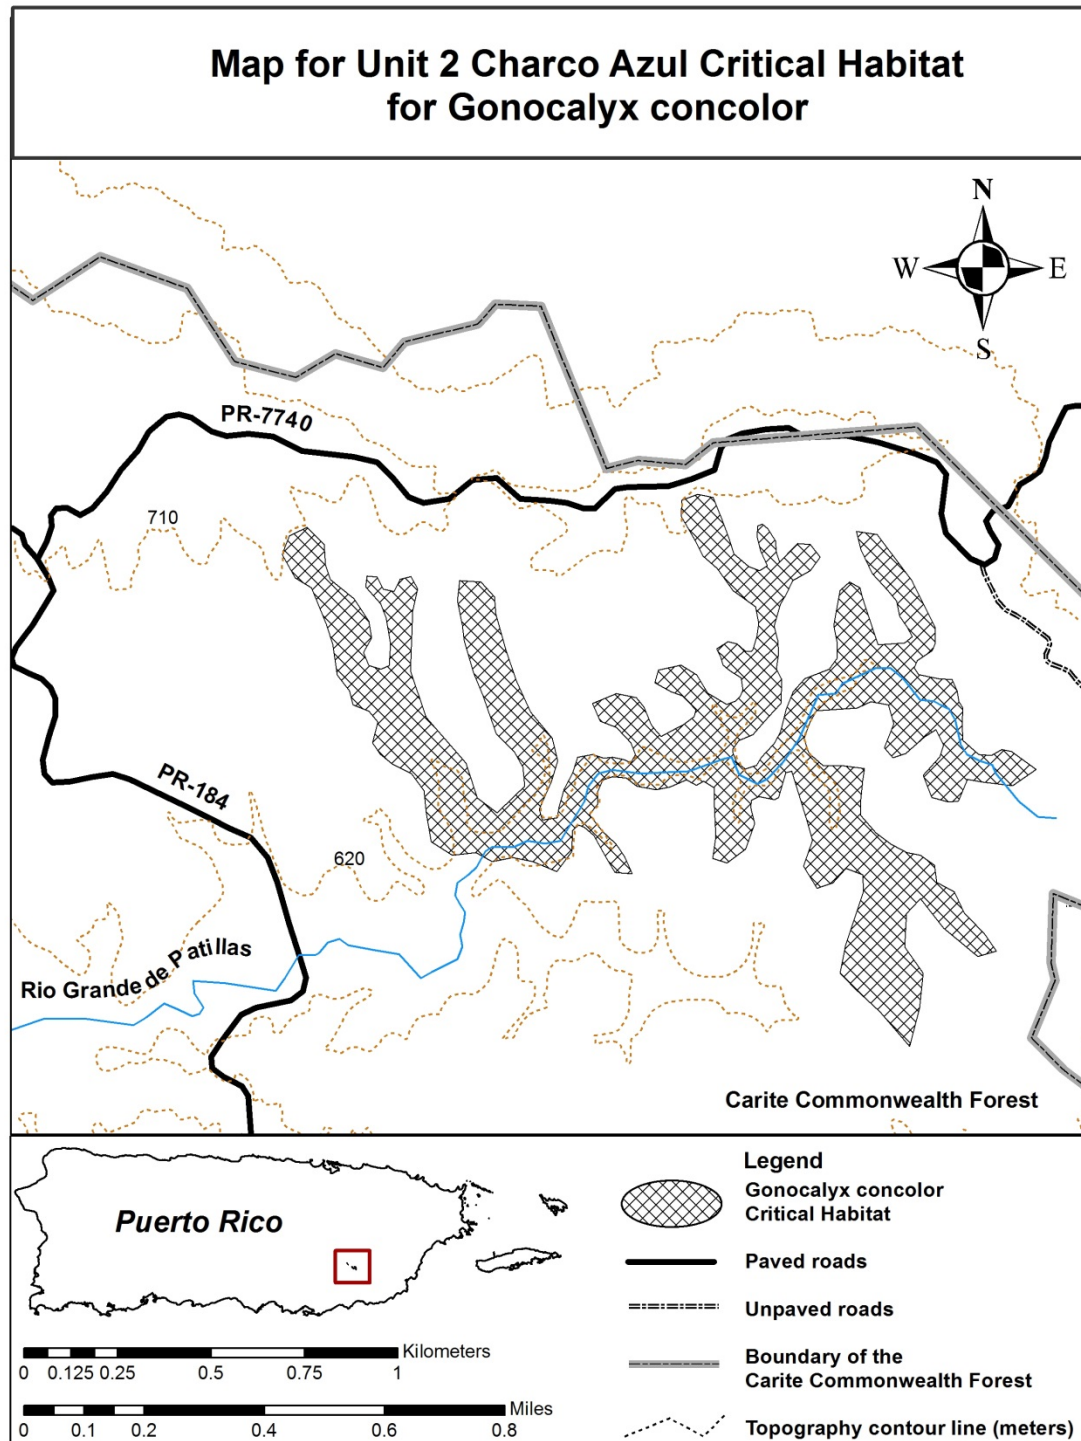 Map for Unit 2 Charco Azul Critical Habitat
for Gonocalyx concolor
N
W
E
S
PR-7740
710
PR-184
620
Rio Grande de Patillas
Carite Commonwealth Forest
Puerto Rico
Legend
Gonocalyx concolor
Critical Habitat
Paved roads
Unpaved roads
Boundary of the
Carite Commonwealth Forest
Topography contour line (meters)
Kilometers
0 0.125 0.25 0.5 0.75 1
Miles
0 0.1 0.2 0.4 0.6 0.8